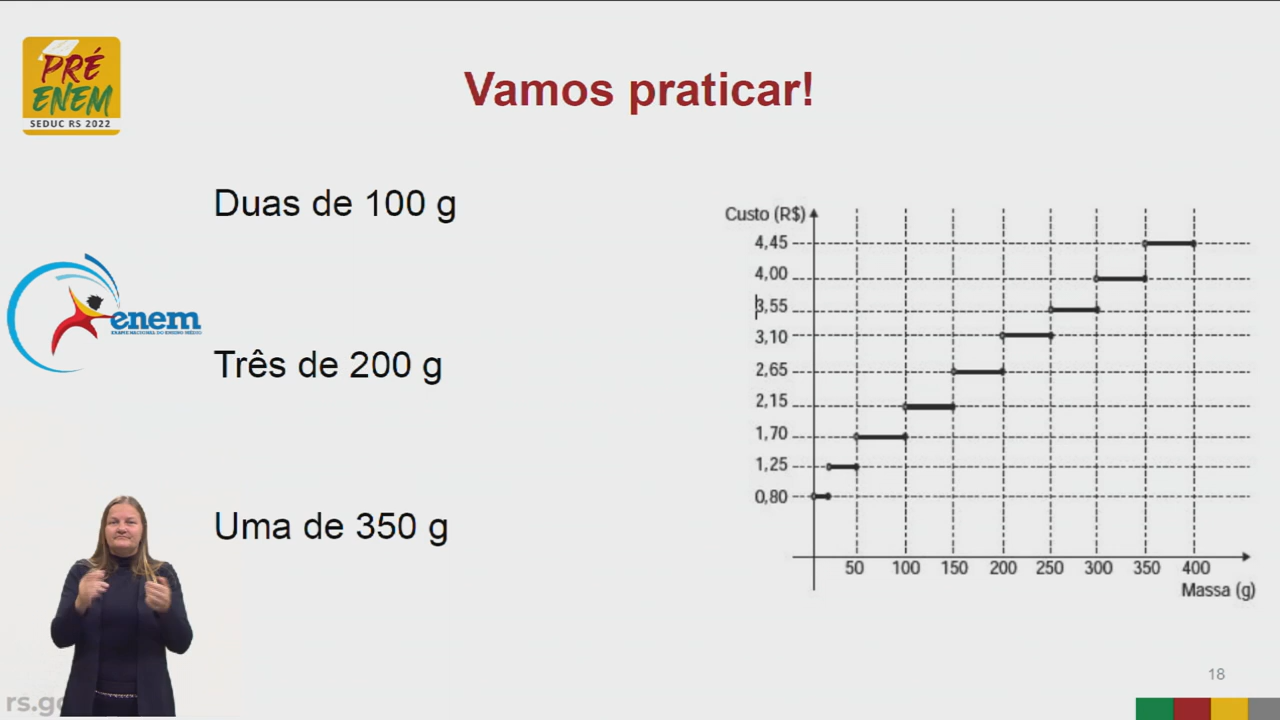 PRÉ
ENEM
SEDUC RS 2022
Vamos praticar!
Duas de 100 g
enem
EXAME NACIONAL DO ENSINO MÉDIO
Três de 200 g
Uma de 350 g
Custo (R$)
4,45
4,00
3,55
3,10
2,65
2,15
1,70
1,25
0,80
50 100 150 200 250 300 350 400
Massa (g)
18